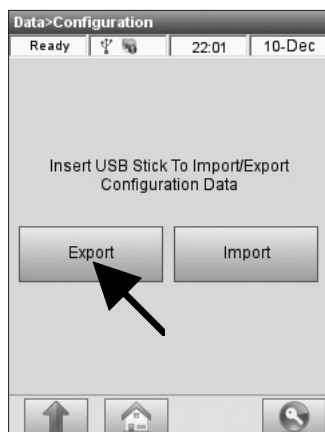 Data>Configuration
Ready 22:01 10-Dec
Insert USB Stick To Import/Export
Configuration Data
Export Import